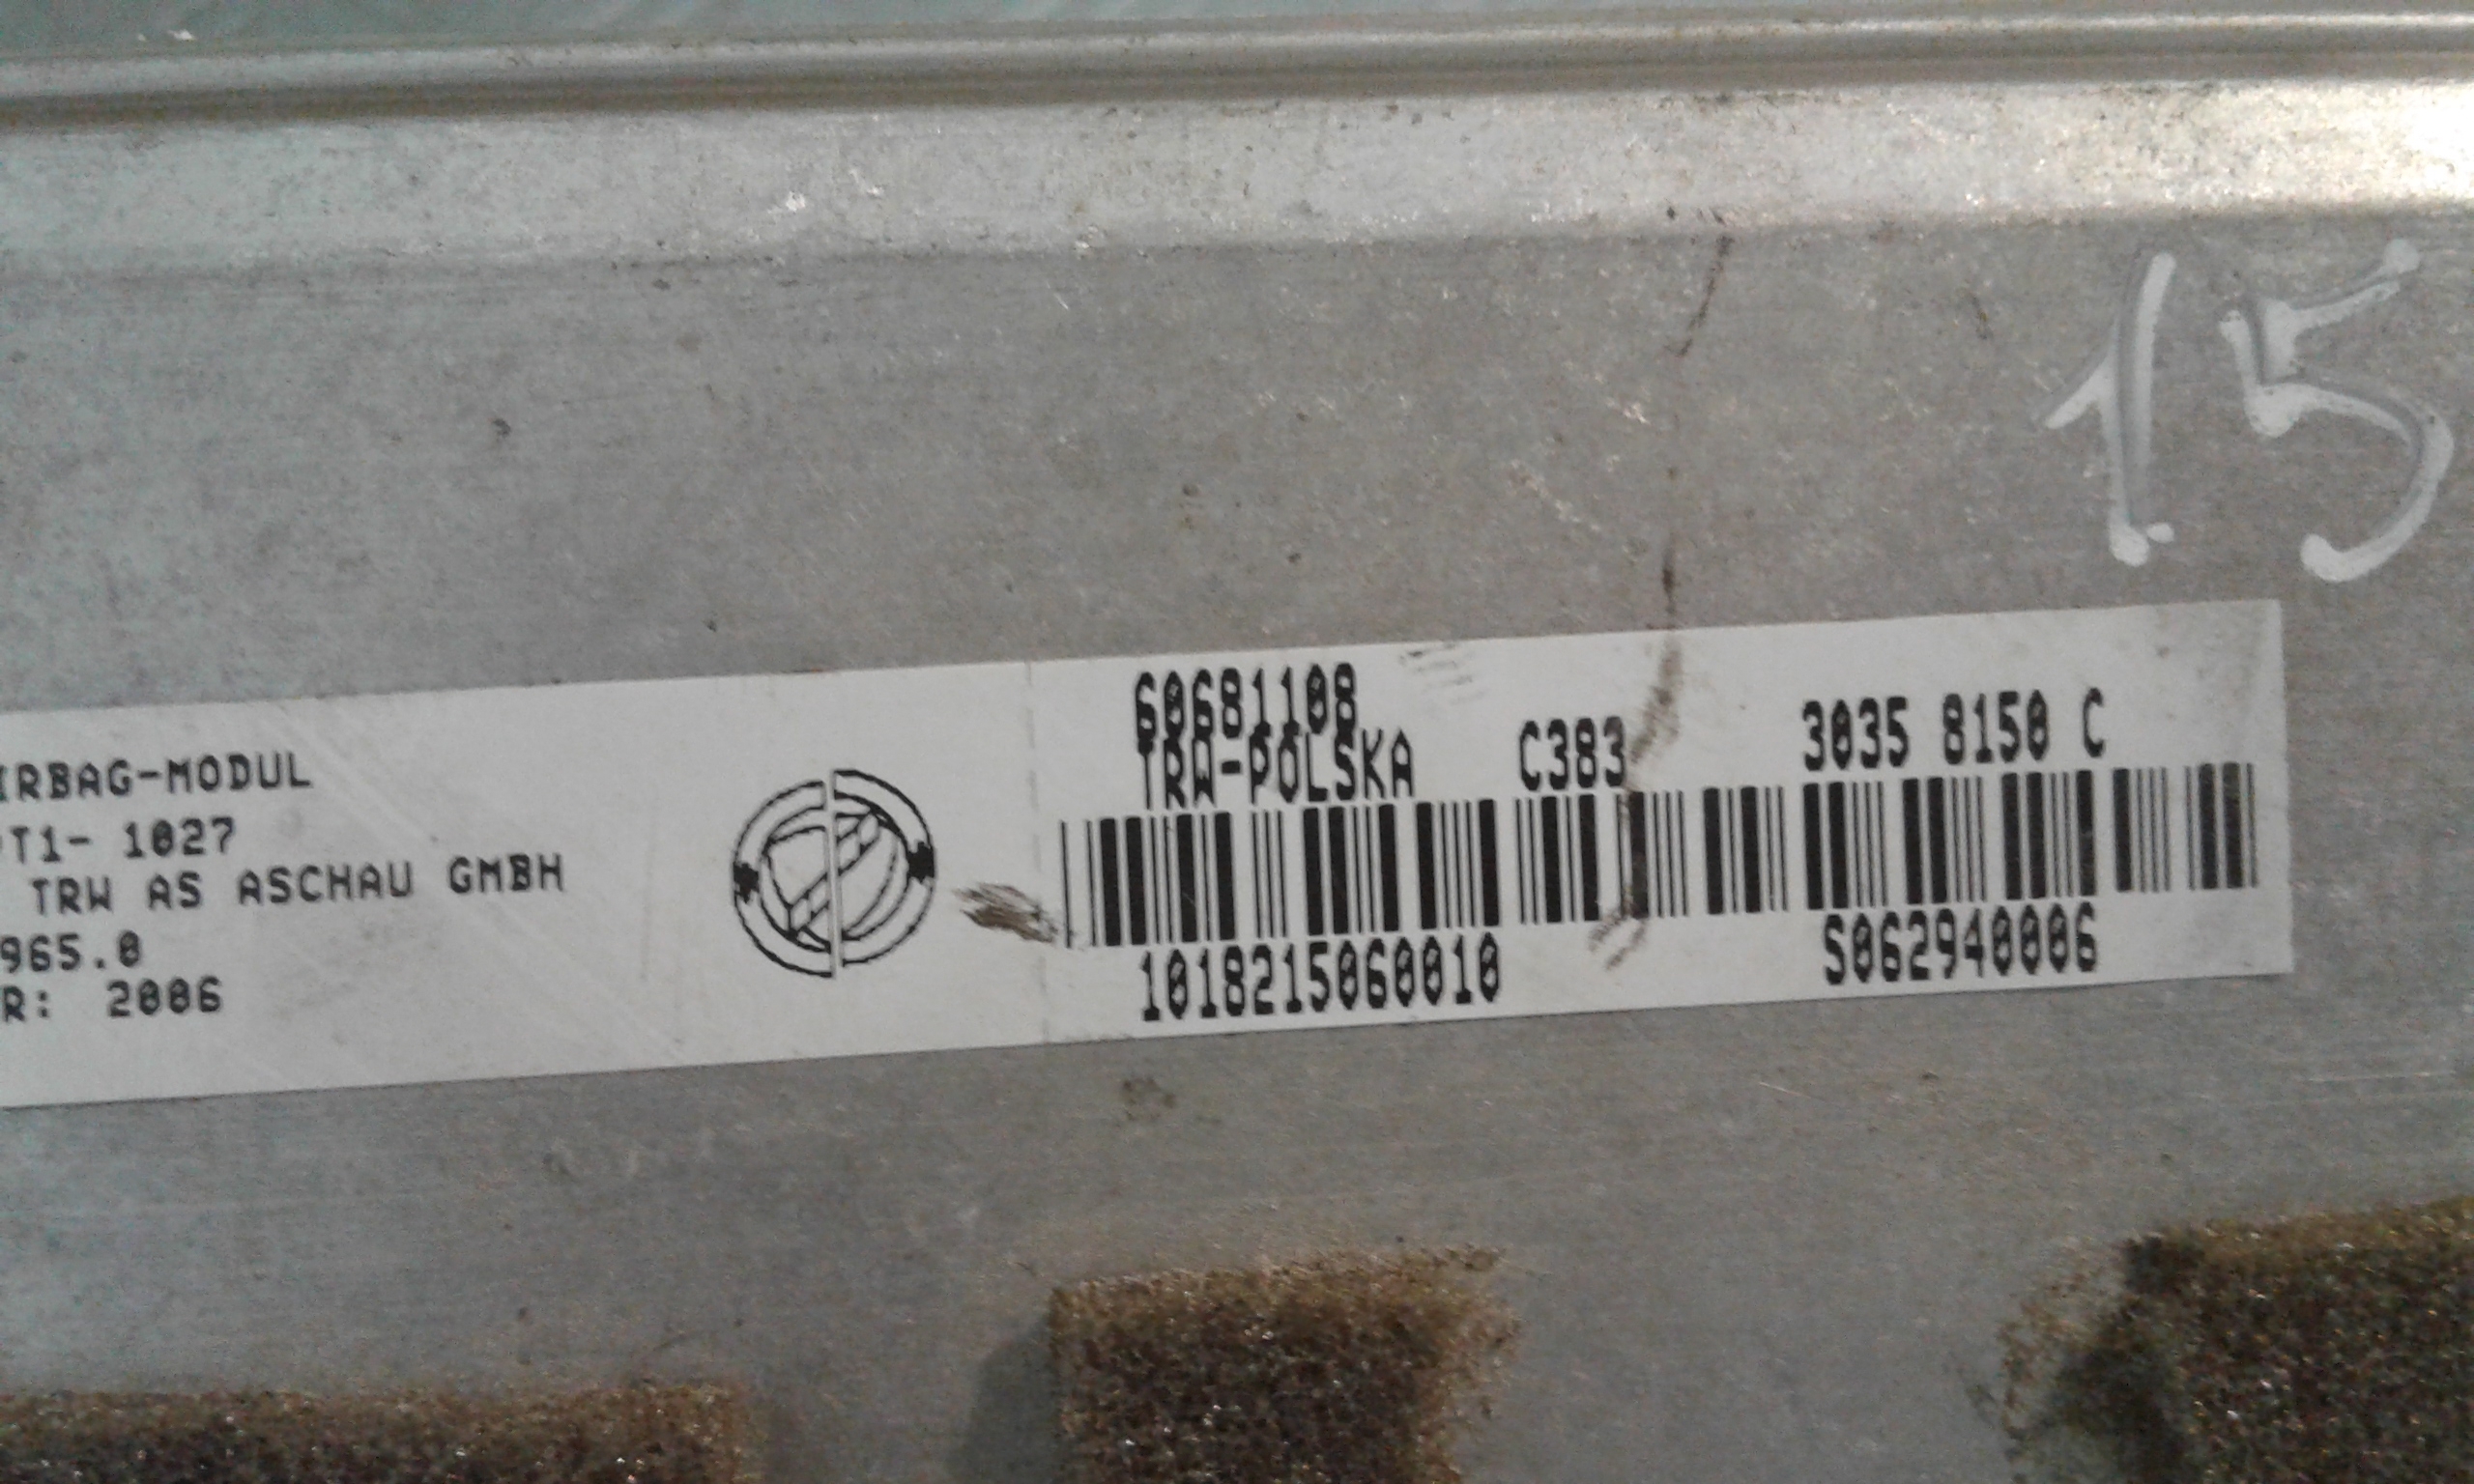 15
IRBAG-MODUL
PT1- 1027
TRW AS ASCHAU GMBH
965.0
R: 2006
60681108
TRW-POLSKA C383 3035 8150 C
1018215060010 S062940006